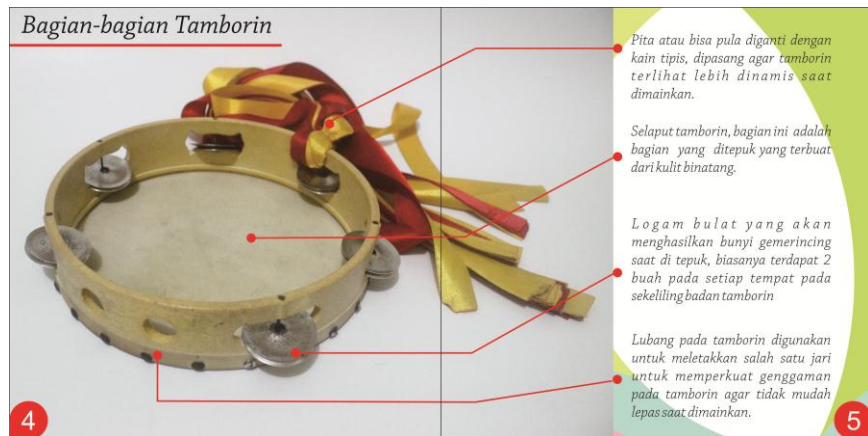 Bagian-bagian Tamborin
Pita atau bisa pula diganti dengan
kain tipis, dipasang agar tamborin
terlihat lebih dinamis saat
dimainkan.
Selaput tamborin, bagian ini adalah
bagian yang ditepuk yang terbuat
dari kulit binatang.
Logam bulat yang akan
menghasilkan bunyi gemerincing
saat di tepuk, biasanya terdapat 2
buah pada setiap tempat pada
sekeliling badan tamborin
Lubang pada tamborin digunakan
untuk meletakkan salah satu jari
untuk memperkuat genggaman
pada tamborin agar tidak mudah
lepas saat dimainkan.
4
5